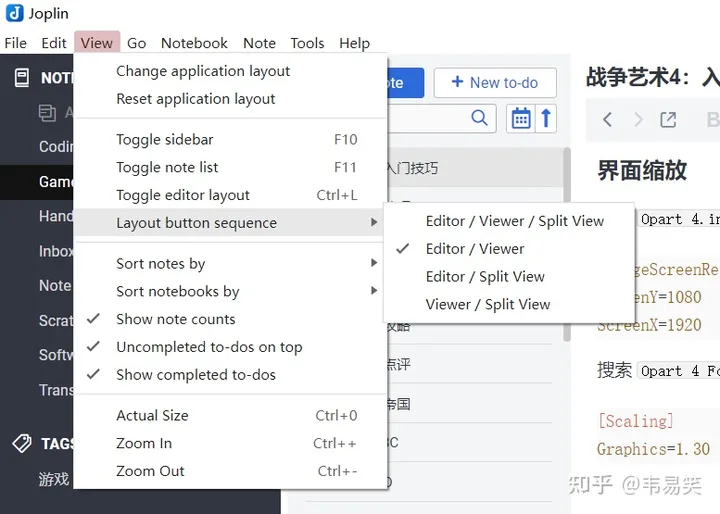 Joplin
File Edit View Go Notebook Note Tools Help
Change application layout
Reset application layout
Toggle sidebar F10
Toggle note list F11
Toggle editor layout Ctrl+L
Layout button sequence
Sort notes by
Sort notebooks by
Show note counts
Uncompleted to-dos on top
Show completed to-dos
Actual Size Ctrl+0
Zoom In Ctrl++
Zoom Out Ctrl+-
Editor / Viewer / Split View
Editor / Viewer
Editor / Split View
Viewer / Split View
NOTE
Codin
Game
Hand
Inbox
Note
Scrat
Softw
Trans
TAGS
游戏
ote
+ New to-do
入门技巧
攻略
点评
帝国
战争艺术4：入
B
界面缩放
Opart 4.in
geScreenRe
ScreenY=1080
ScreenX=1920
搜索 Opart 4 Fo
[Scaling]
Graphics=1.30
知乎 @韦易笑